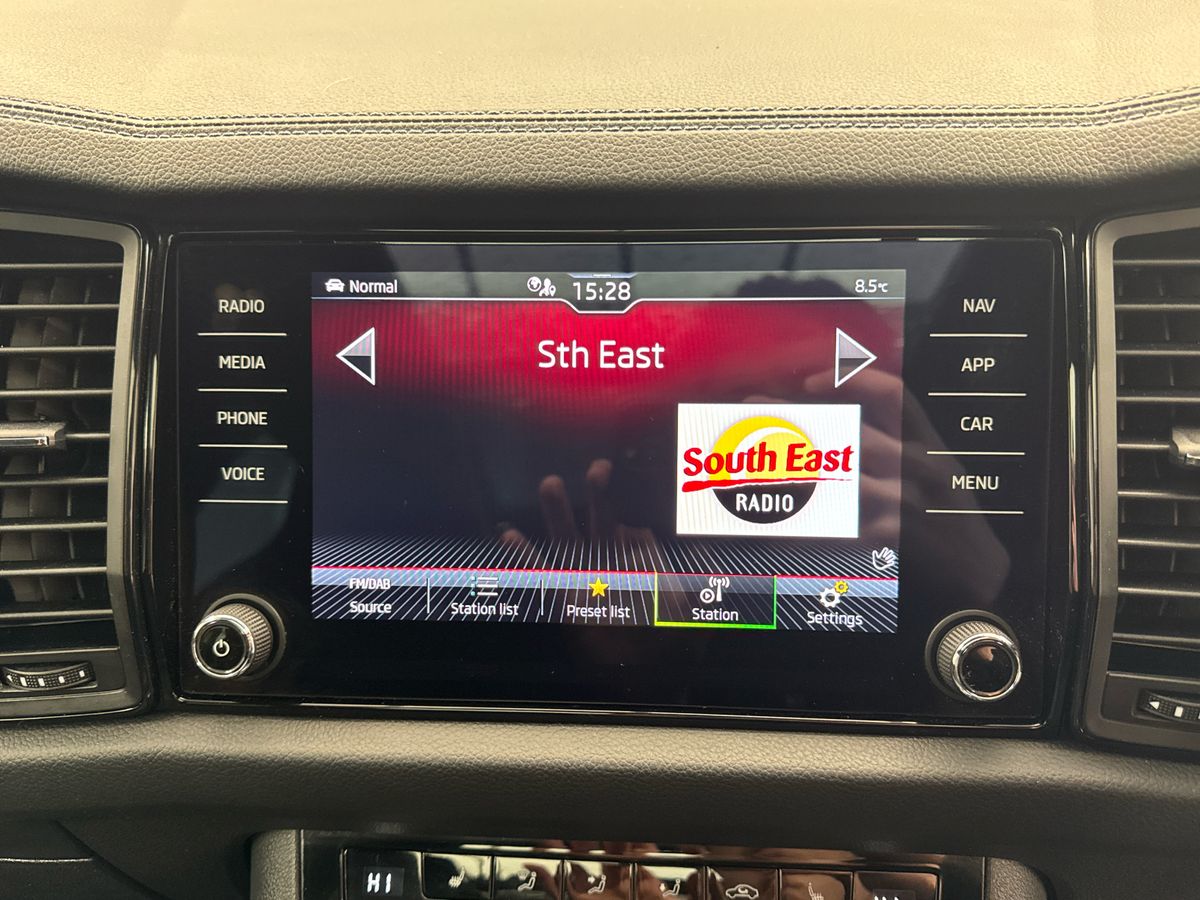 Normal
15:28
8.5°C
RADIO
MEDIA
PHONE
VOICE
Sth East
South East
RADIO
NAV
APP
CAR
MENU
FM/DAB
Source
Station list
Preset list
Station
Settings
HI